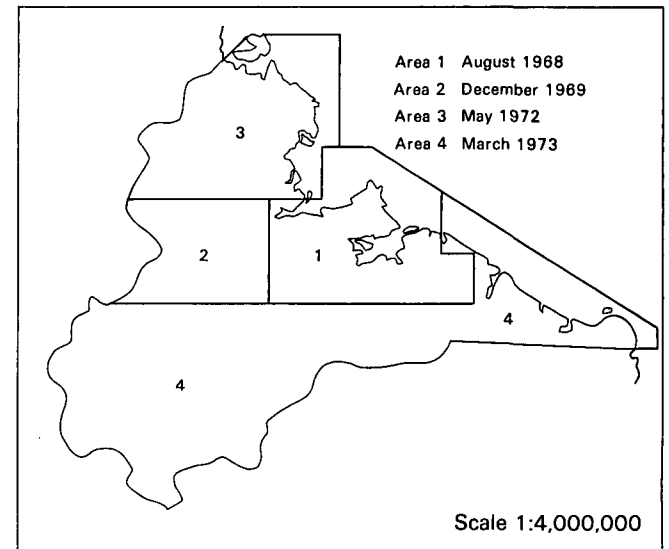 Area 1 August 1968
Area 2 December 1969
Area 3 May 1972
Area 4 March 1973
3
2
1
4
4
Scale 1:4,000,000